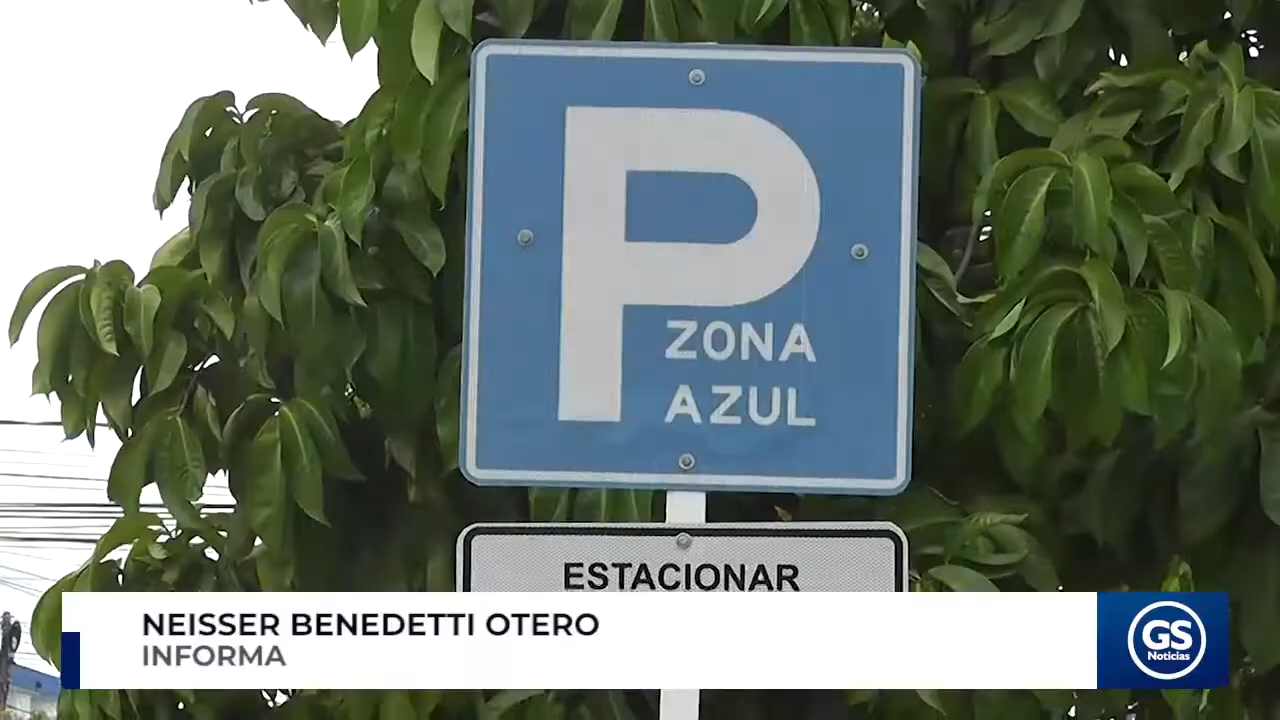 P
ZONA
AZUL
ESTACIONAR
NEISSER BENEDETTI OTERO
INFORMA
GS
Noticias